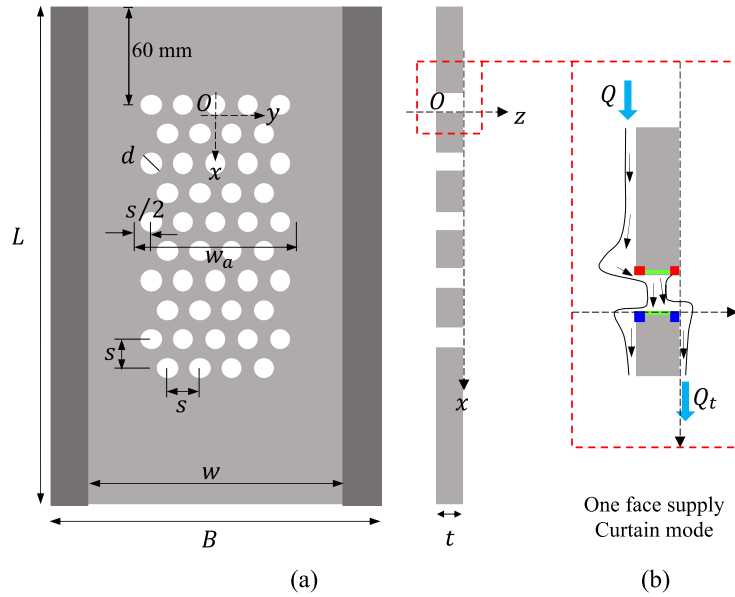 60 mm
O
y
x
d
s/2
w_a
L
s
s
w
B
(a)
O
z
x
t
Q
Q_t
One face supply
Curtain mode
(b)